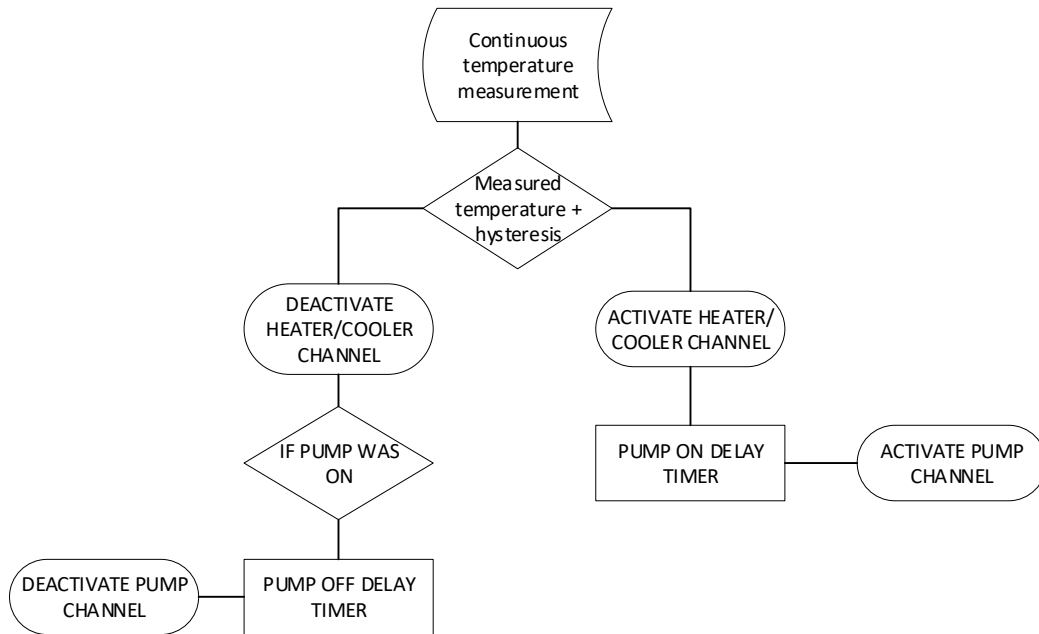 Continuous
temperature
measurement
Measured
temperature +
hysteresis
DEACTIVATE
HEATER/COOLER
CHANNEL
ACTIVATE HEATER/
COOLER CHANNEL
IF PUMP WAS
ON
PUMP ON DELAY
TIMER
ACTIVATE PUMP
CHANNEL
DEACTIVATE PUMP
CHANNEL
PUMP OFF DELAY
TIMER